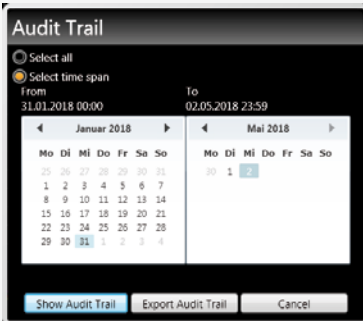 Audit Trail
Select all
Select time span
From To
31.01.2018 00:00 02.05.2018 23:59
Januar 2018 Mai 2018
Mo Di Mi Do Fr Sa So Mo Di Mi Do Fr Sa So
25 26 27 28 29 30 31 30 1 2
1 2 3 4 5 6 7
8 9 10 11 12 13 14
15 16 17 18 19 20 21
22 23 24 25 26 27 28
29 30 31 1 2 3 4
Show Audit Trail Export Audit Trail Cancel